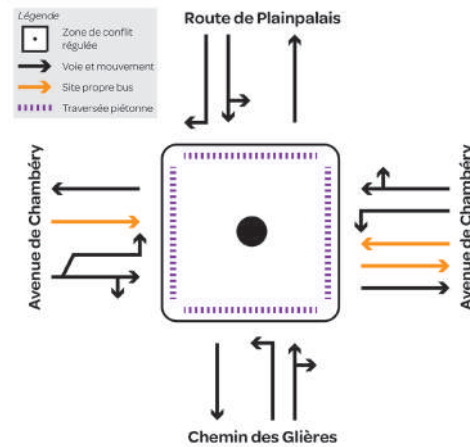 Légende
Zone de conflit
régulée
Voie et mouvement
Site propre bus
Traversée piétonne
Route de Plainpalais
Avenue de Chambéry
Avenue de Chambéry
Chemin des Glières